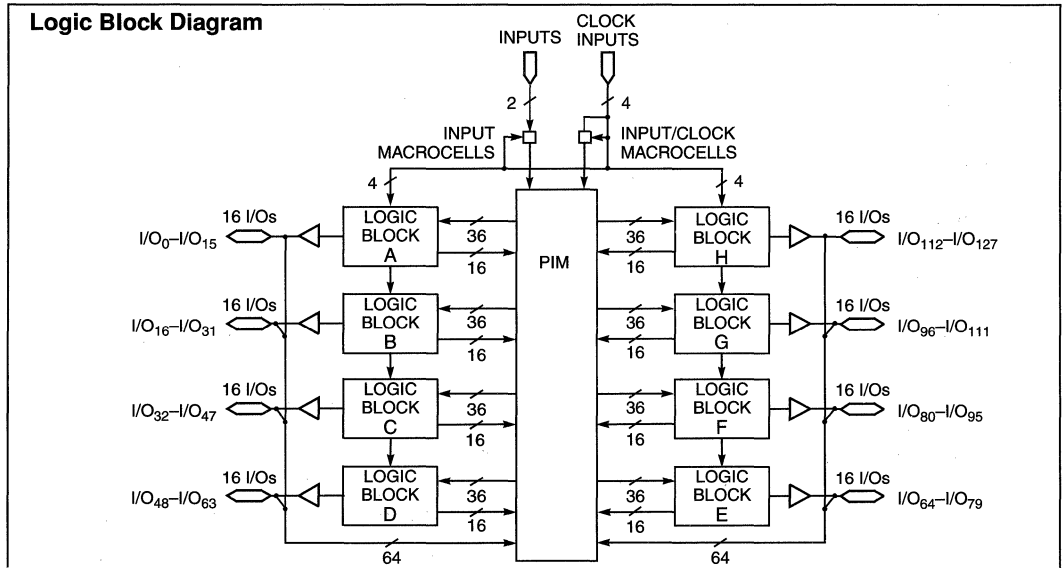 Logic Block Diagram
INPUTS
CLOCK
INPUTS
2
4
INPUT
MACROCELLS
INPUT/CLOCK
MACROCELLS
4
4
16 I/Os
I/O0–I/O15
LOGIC
BLOCK
A
36
16
PIM
36
16
LOGIC
BLOCK
H
16 I/Os
I/O112–I/O127
16 I/Os
I/O16–I/O31
LOGIC
BLOCK
B
36
16
36
16
LOGIC
BLOCK
G
16 I/Os
I/O96–I/O111
16 I/Os
I/O32–I/O47
LOGIC
BLOCK
C
36
16
36
16
LOGIC
BLOCK
F
16 I/Os
I/O80–I/O95
16 I/Os
I/O48–I/O63
LOGIC
BLOCK
D
36
16
36
16
LOGIC
BLOCK
E
16 I/Os
I/O64–I/O79
64
64